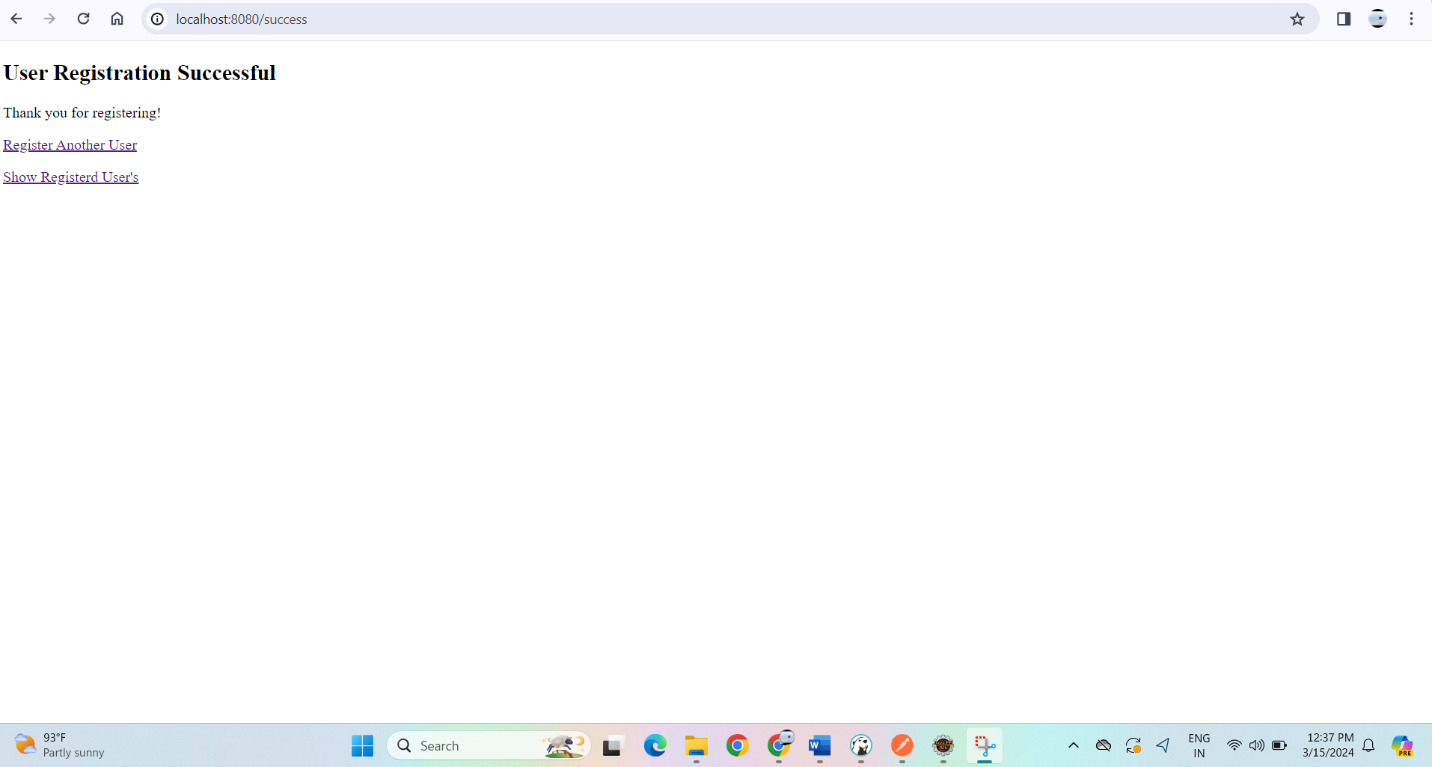 localhost:8080/success
User Registration Successful
Thank you for registering!
Register Another User
Show Registerd User's
93°F
Partly sunny
Search
W
ENG
IN
12:37 PM
3/15/2024
PRE